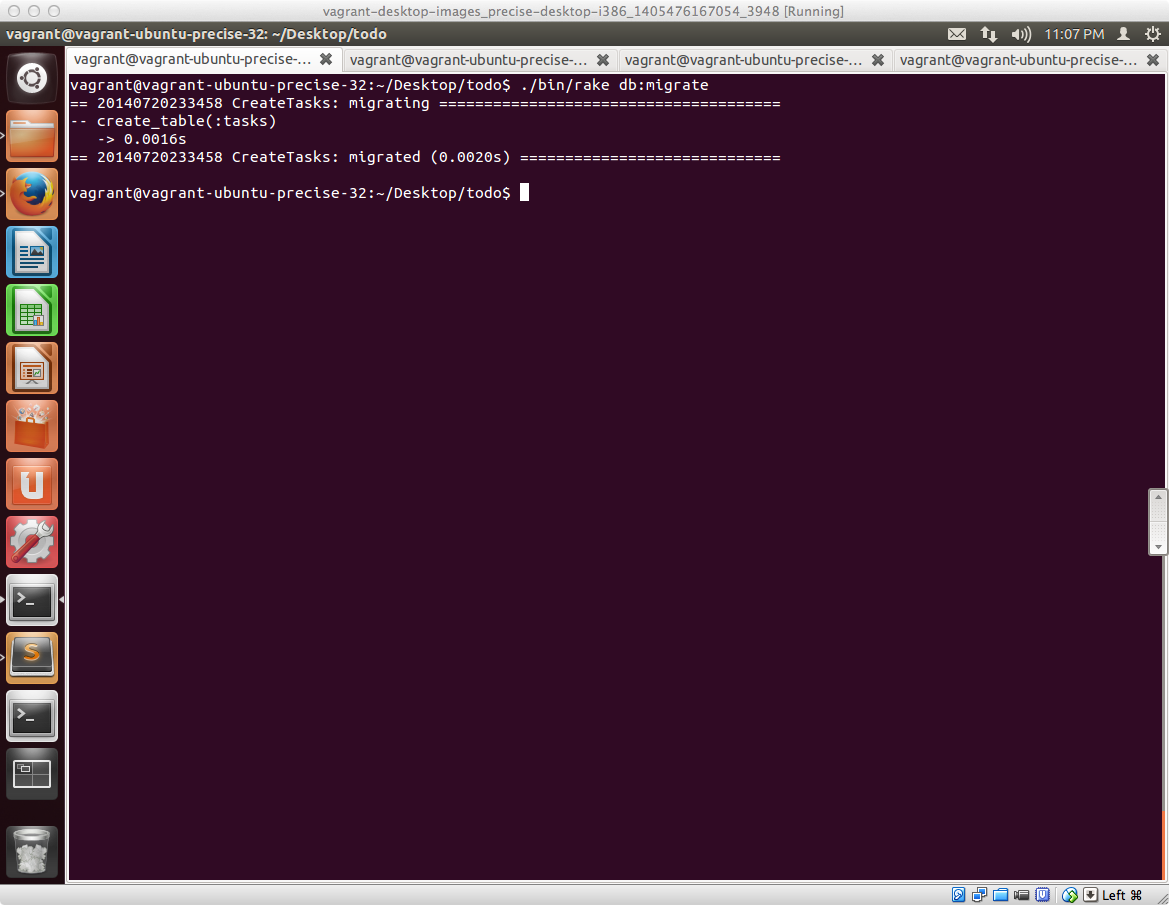 vagrant-desktop-images_precise-desktop-i386_1405476167054_3948 [Running]
vagrant@vagrant-ubuntu-precise-32: ~/Desktop/todo
11:07 PM
vagrant@vagrant-ubuntu-precise-... vagrant@vagrant-ubuntu-precise-... vagrant@vagrant-ubuntu-precise-... vagrant@vagrant-ubuntu-precise-...
vagrant@vagrant-ubuntu-precise-32:~/Desktop/todo$ ./bin/rake db:migrate
== 20140720233458 CreateTasks: migrating ======================================
-- create_table(:tasks)
   -> 0.0016s
== 20140720233458 CreateTasks: migrated (0.0020s) =============================
vagrant@vagrant-ubuntu-precise-32:~/Desktop/todo$
Left ⌘